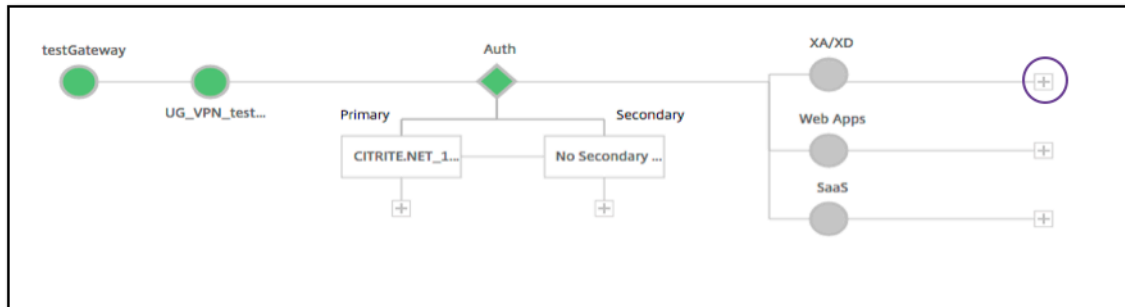 testGateway
UG_VPN_test...
Auth
Primary
Secondary
CITRITE.NET_1...
No Secondary ...
XA/XD
Web Apps
SaaS